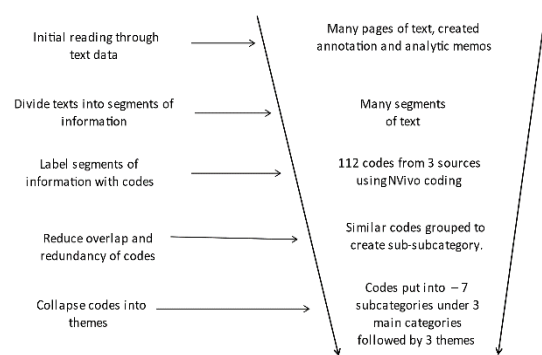 Initial reading through
text data
Many pages of text, created
annotation and analytic memos
Divide texts into segments of
information
Many segments
of text
Label segments of
information with codes
112 codes from 3 sources
using NVivo coding
Reduce overlap and
redundancy of codes
Similar codes grouped to
create sub-subcategory.
Collapse codes into
themes
Codes put into – 7
subcategories under 3
main categories
followed by 3 themes